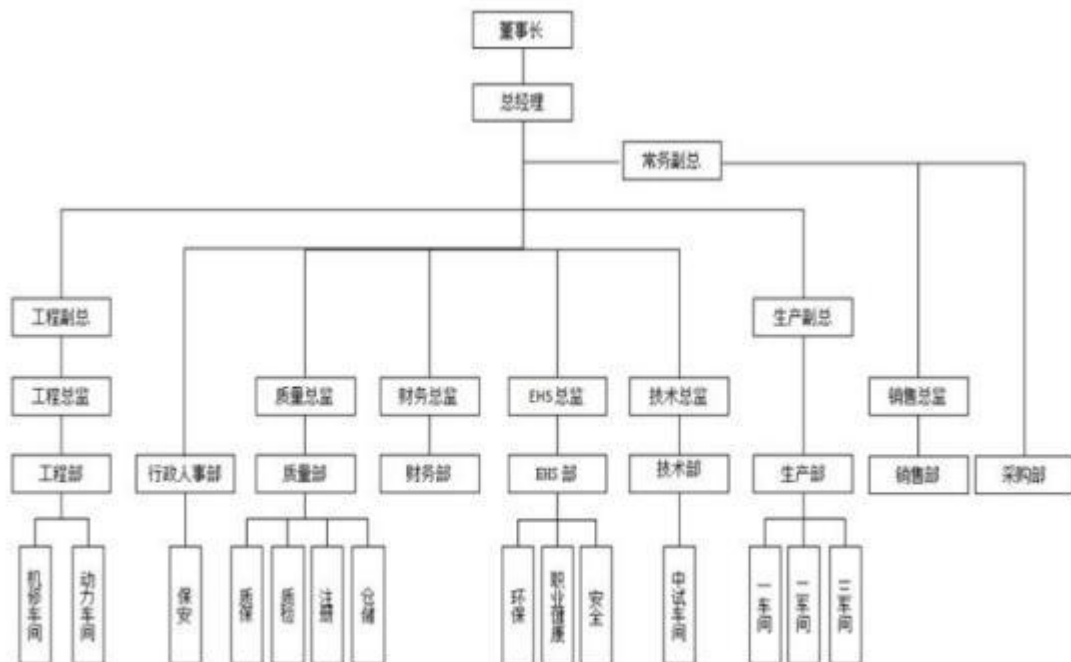 董事长
总经理
常务副总
工程副总
生产副总
工程总监
质量总监
财务总监
EHS总监
技术总监
销售总监
工程部
行政人事部
质量部
财务部
EHS 部
技术部
生产部
销售部
采购部
机修车间
动力车间
保安
质保
质检
注册
仓储
环保
职业健康
安全
中试车间
一车间
二车间
三车间